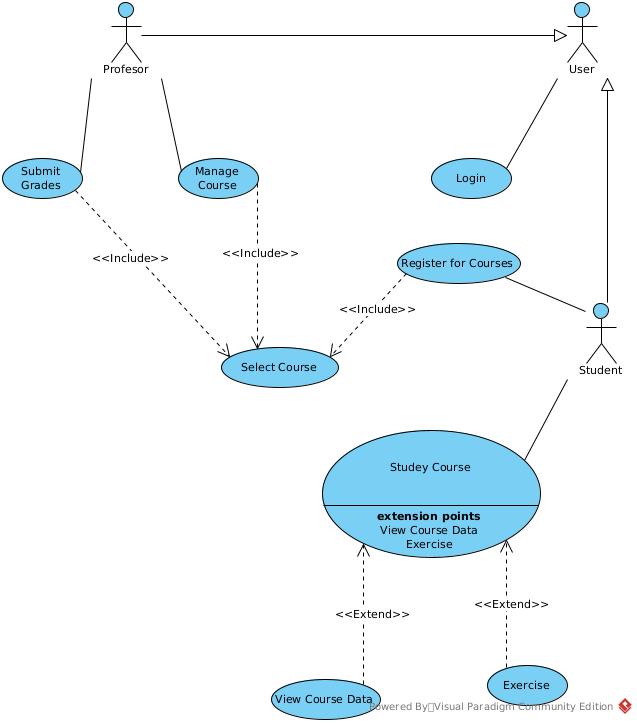 Profesor
User
Submit
Grades
Manage
Course
Login
<<Include>>
<<Include>>
Register for Courses
<<Include>>
Select Course
Student
Studey Course
extension points
View Course Data
Exercise
<<Extend>>
<<Extend>>
View Course Data
Exercise
Powered By Visual Paradigm Community Edition